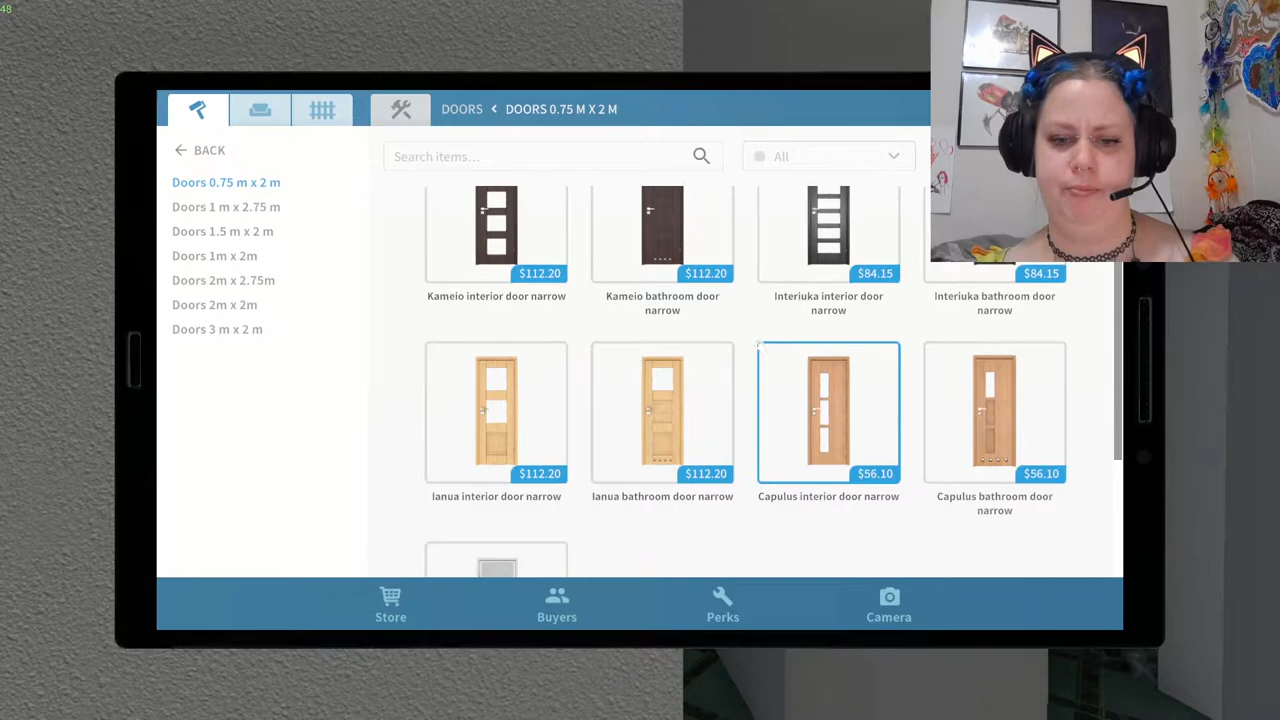 48
DOORS < DOORS 0.75 M X 2 M
BACK
Search items...
All
Doors 0.75 m x 2 m
Doors 1 m x 2.75 m
Doors 1.5 m x 2 m
Doors 1m x 2m
Doors 2m x 2.75m
Doors 2m x 2m
Doors 3 m x 2 m
$112.20 $112.20 $84.15 $84.15
Kameio interior door narrow
Kameio bathroom door
narrow
Interiuka interior door
narrow
Interiuka bathroom door
narrow
$112.20 $112.20 $56.10 $56.10
Ianua interior door narrow
Ianua bathroom door narrow
Capulus interior door narrow
Capulus bathroom door
narrow
Store
Buyers
Perks
Camera